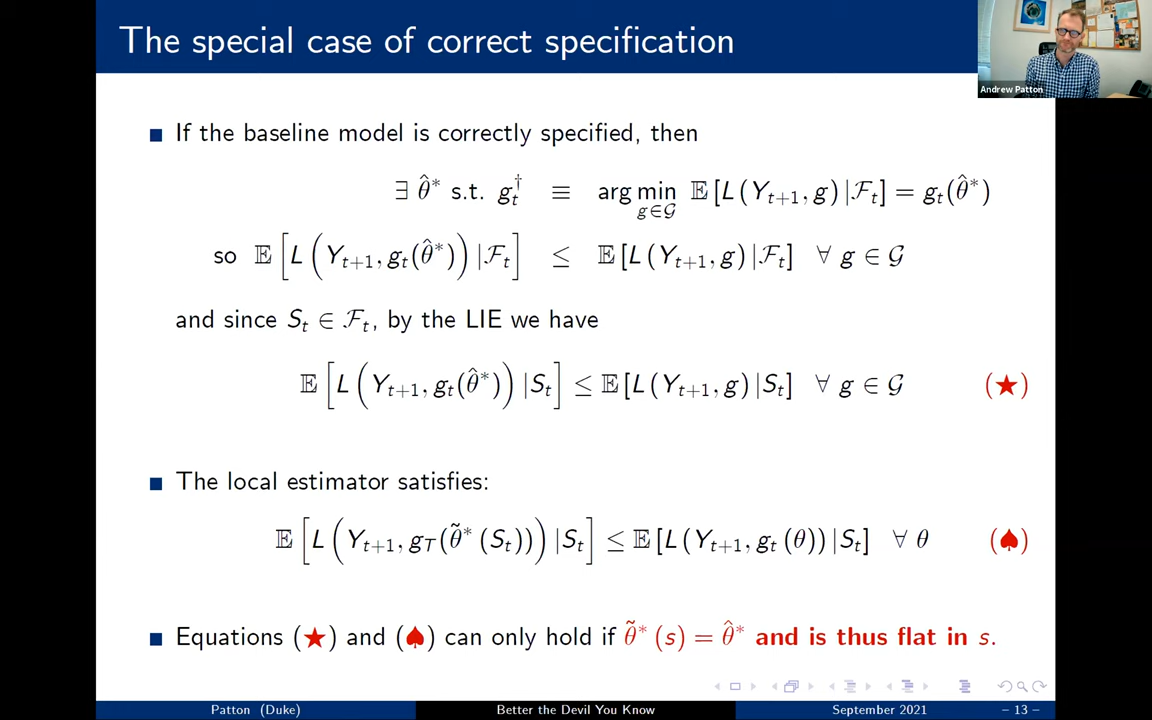 The special case of correct specification
Andrew Patton
If the baseline model is correctly specified, then
∃ θ̂* s.t. g_t^† ≡ arg min_{g∈𝒢} 𝔼 [L (Y_{t+1}, g) |ℱ_t] = g_t(θ̂*)
so 𝔼 [L (Y_{t+1}, g_t(θ̂*)) |ℱ_t] ≤ 𝔼 [L (Y_{t+1}, g) |ℱ_t] ∀ g ∈ 𝒢
and since S_t ∈ ℱ_t, by the LIE we have
𝔼 [L (Y_{t+1}, g_t(θ̂*)) |S_t] ≤ 𝔼 [L (Y_{t+1}, g) |S_t] ∀ g ∈ 𝒢 (★)
The local estimator satisfies:
𝔼 [L (Y_{t+1}, g_T(θ̃* (S_t))) |S_t] ≤ 𝔼 [L (Y_{t+1}, g_t (θ)) |S_t] ∀ θ (♠)
Equations (★) and (♠) can only hold if θ̃* (s) = θ̂* and is thus flat in s.
Patton (Duke) Better the Devil You Know September 2021 – 13 –